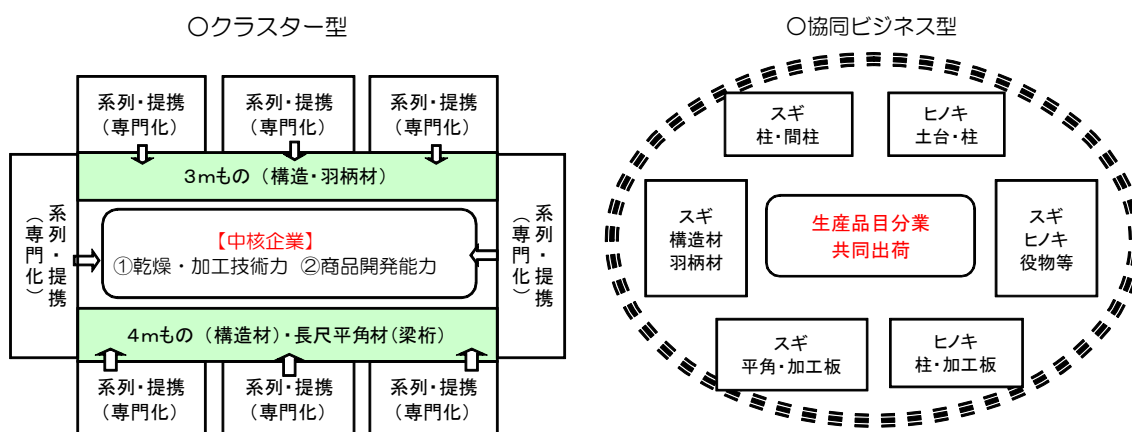 〇クラスター型
系列・提携
（専門化）
系列・提携
（専門化）
系列・提携
（専門化）
3mもの（構造・羽柄材）
系列・提携
（専門化）
【中核企業】
①乾燥・加工技術力 ②商品開発能力
系列・提携
（専門化）
4mもの（構造材）・長尺平角材（梁桁）
系列・提携
（専門化）
系列・提携
（専門化）
系列・提携
（専門化）
〇協同ビジネス型
スギ
柱・間柱
ヒノキ
土台・柱
スギ
構造材
羽柄材
生産品目分業
共同出荷
スギ
ヒノキ
役物等
スギ
平角・加工板
ヒノキ
柱・加工板